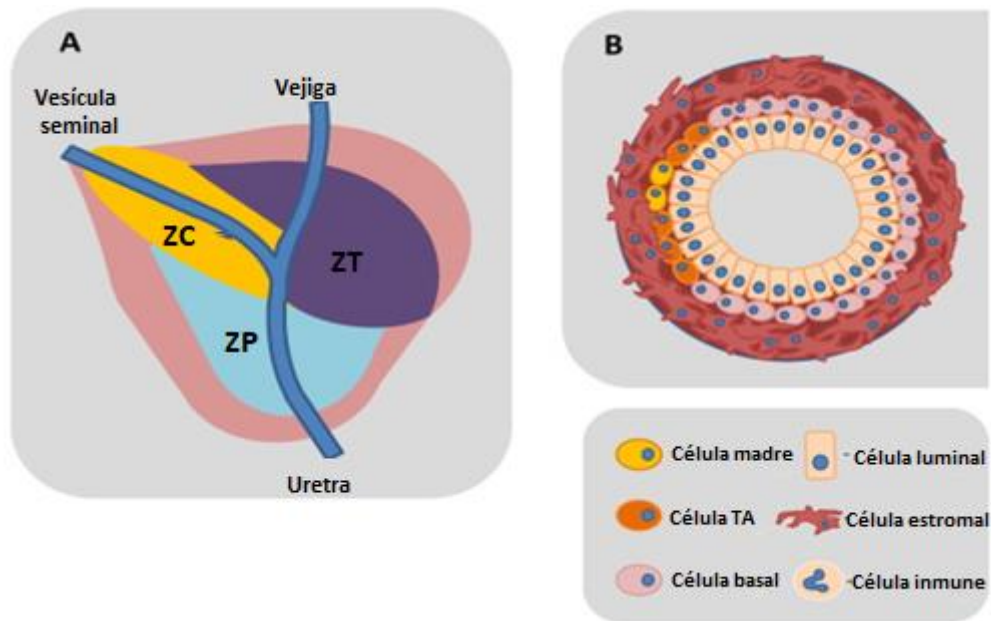 A
Vesícula
seminal
Vejiga
ZC
ZT
ZP
Uretra
B
Célula madre
Célula luminal
Célula TA
Célula estromal
Célula basal
Célula inmune